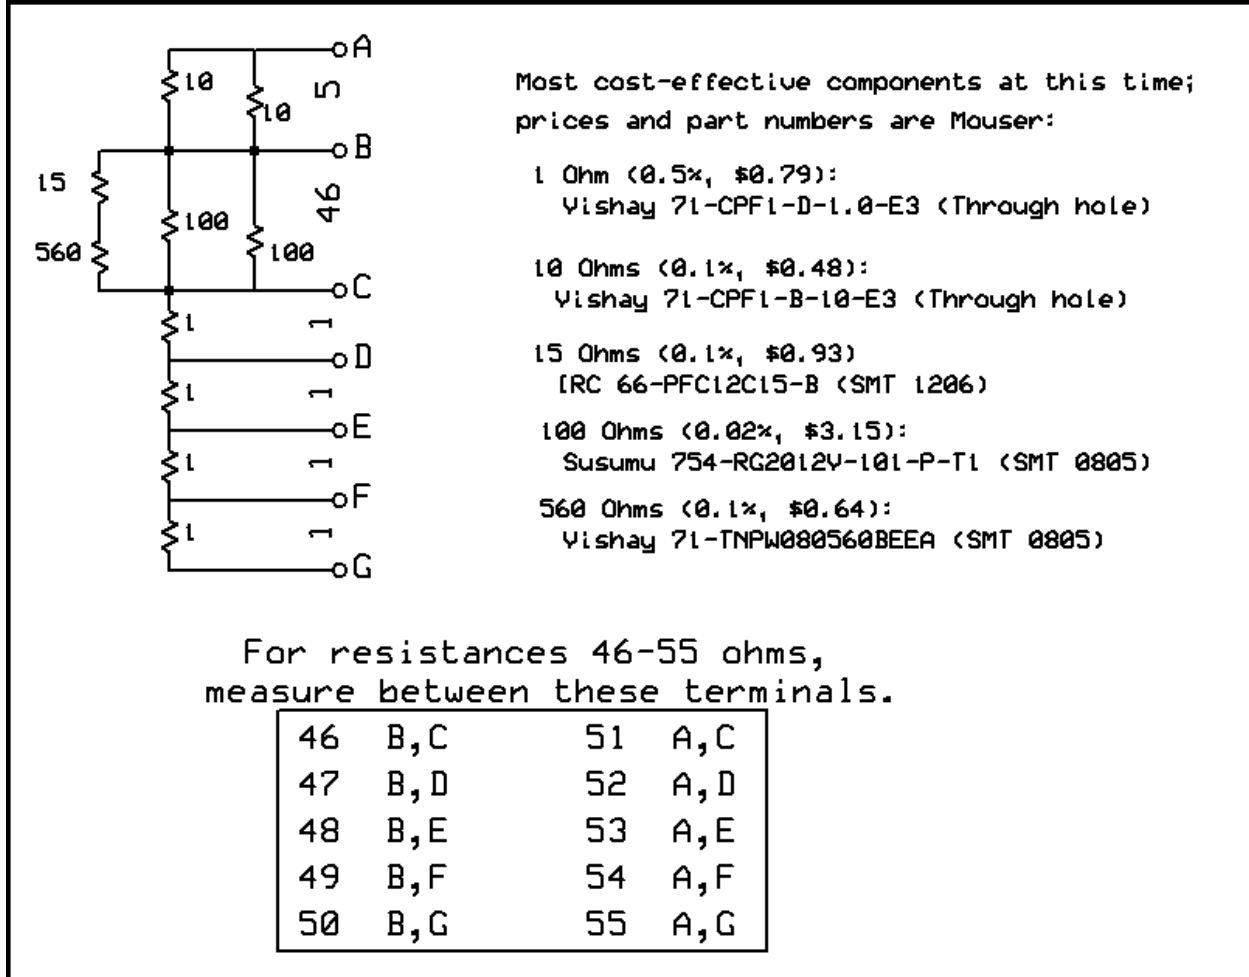 A
10
10
5
Most cost-effective components at this time;
prices and part numbers are Mouser:
B
15
560
100
100
46
1 Ohm (0.5%, $0.79):
Vishay 71-CPF1-D-1.0-E3 (Through hole)
10 Ohms (0.1%, $0.48):
Vishay 71-CPF1-B-10-E3 (Through hole)
C
1
1
D
15 Ohms (0.1%, $0.93)
IRC 66-PFC12C15-B (SMT 1206)
1
1
E
100 Ohms (0.02%, $3.15):
Susumu 754-RG2012V-101-P-T1 (SMT 0805)
1
1
F
560 Ohms (0.1%, $0.64):
Vishay 71-TNPW080560BEEA (SMT 0805)
1
1
G
For resistances 46-55 ohms,
measure between these terminals.
46 B,C 51 A,C
47 B,D 52 A,D
48 B,E 53 A,E
49 B,F 54 A,F
50 B,G 55 A,G